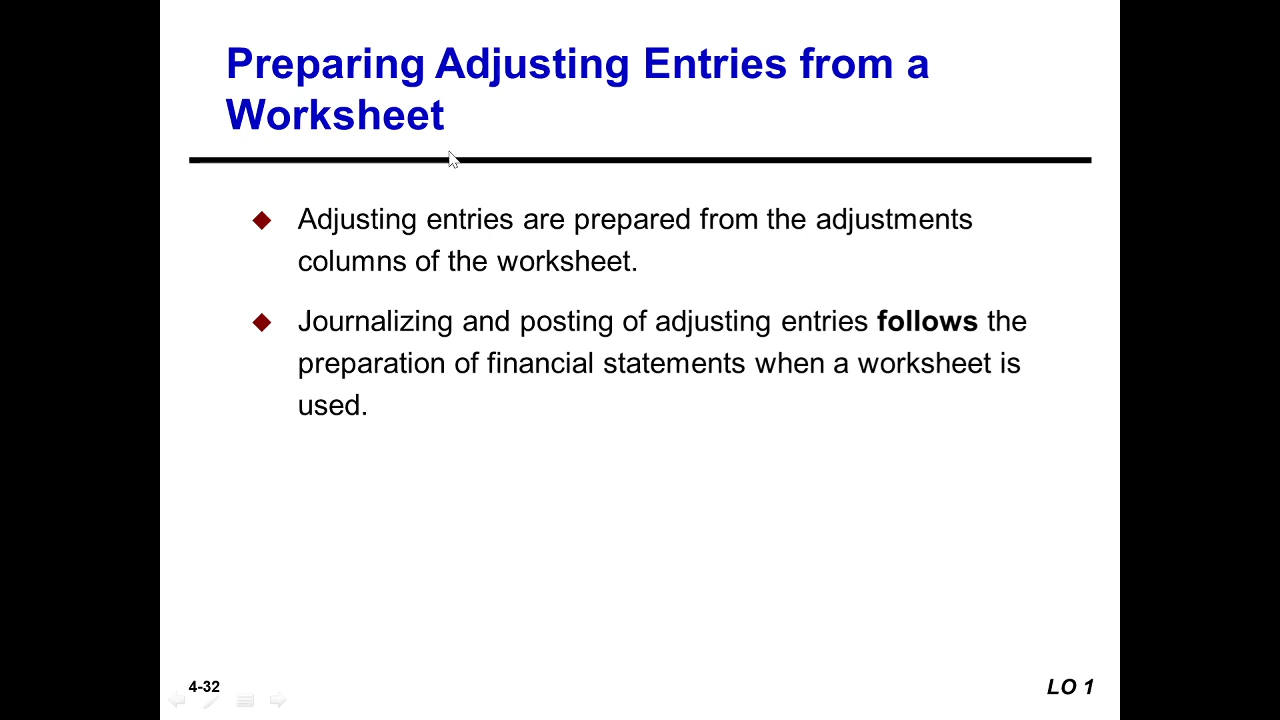 Preparing Adjusting Entries from a
Worksheet
Adjusting entries are prepared from the adjustments
columns of the worksheet.
Journalizing and posting of adjusting entries follows the
preparation of financial statements when a worksheet is
used.
4-32
LO 1